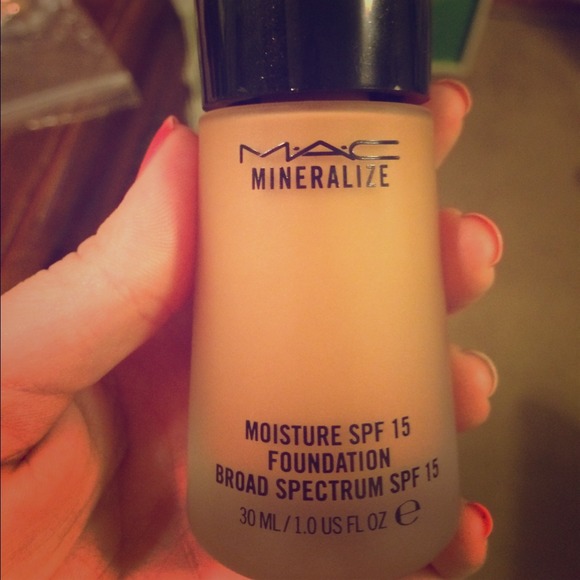 M·A·C
MINERALIZE
MOISTURE SPF 15
FOUNDATION
BROAD SPECTRUM SPF 15
30 ML / 1.0 US FL OZ ℮